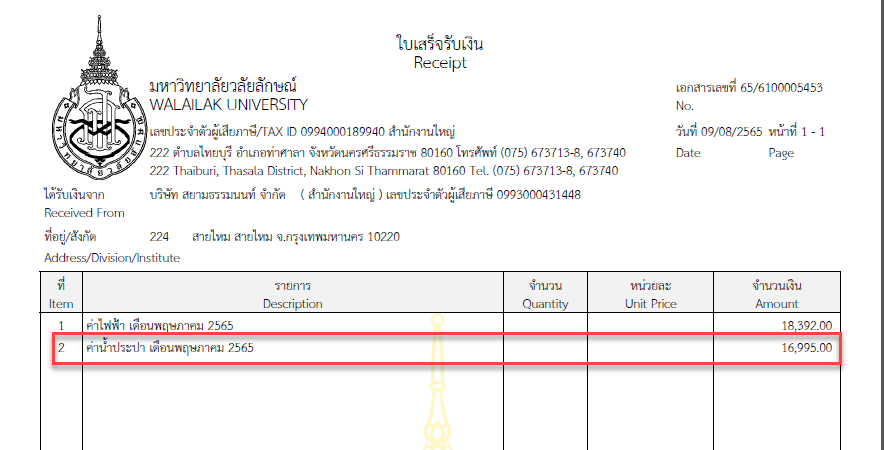 ใบเสร็จรับเงิน
Receipt
มหาวิทยาลัยวลัยลักษณ์
WALAILAK UNIVERSITY
เอกสารเลขที่ 65/6100005453
No.
เลขประจำตัวผู้เสียภาษี/TAX ID 0994000189940 สำนักงานใหญ่
วันที่ 09/08/2565 หน้าที่ 1 - 1
Date Page
222 ตำบลไทยบุรี อำเภอท่าศาลา จังหวัดนครศรีธรรมราช 80160 โทรศัพท์ (075) 673713-8, 673740
222 Thaiburi, Thasala District, Nakhon Si Thammarat 80160 Tel. (075) 673713-8, 673740
ได้รับเงินจาก บริษัท สยามธรรมนนท์ จำกัด ( สำนักงานใหญ่ ) เลขประจำตัวผู้เสียภาษี 0993000431448
Received From
ที่อยู่/สังกัด 224 สายไหม สายไหม จ.กรุงเทพมหานคร 10220
Address/Division/Institute
ที่ รายการ จำนวน หน่วยละ จำนวนเงิน
Item Description Quantity Unit Price Amount
1 ค่าไฟฟ้า เดือนพฤษภาคม 2565 18,392.00
2 ค่าน้ำประปา เดือนพฤษภาคม 2565 16,995.00